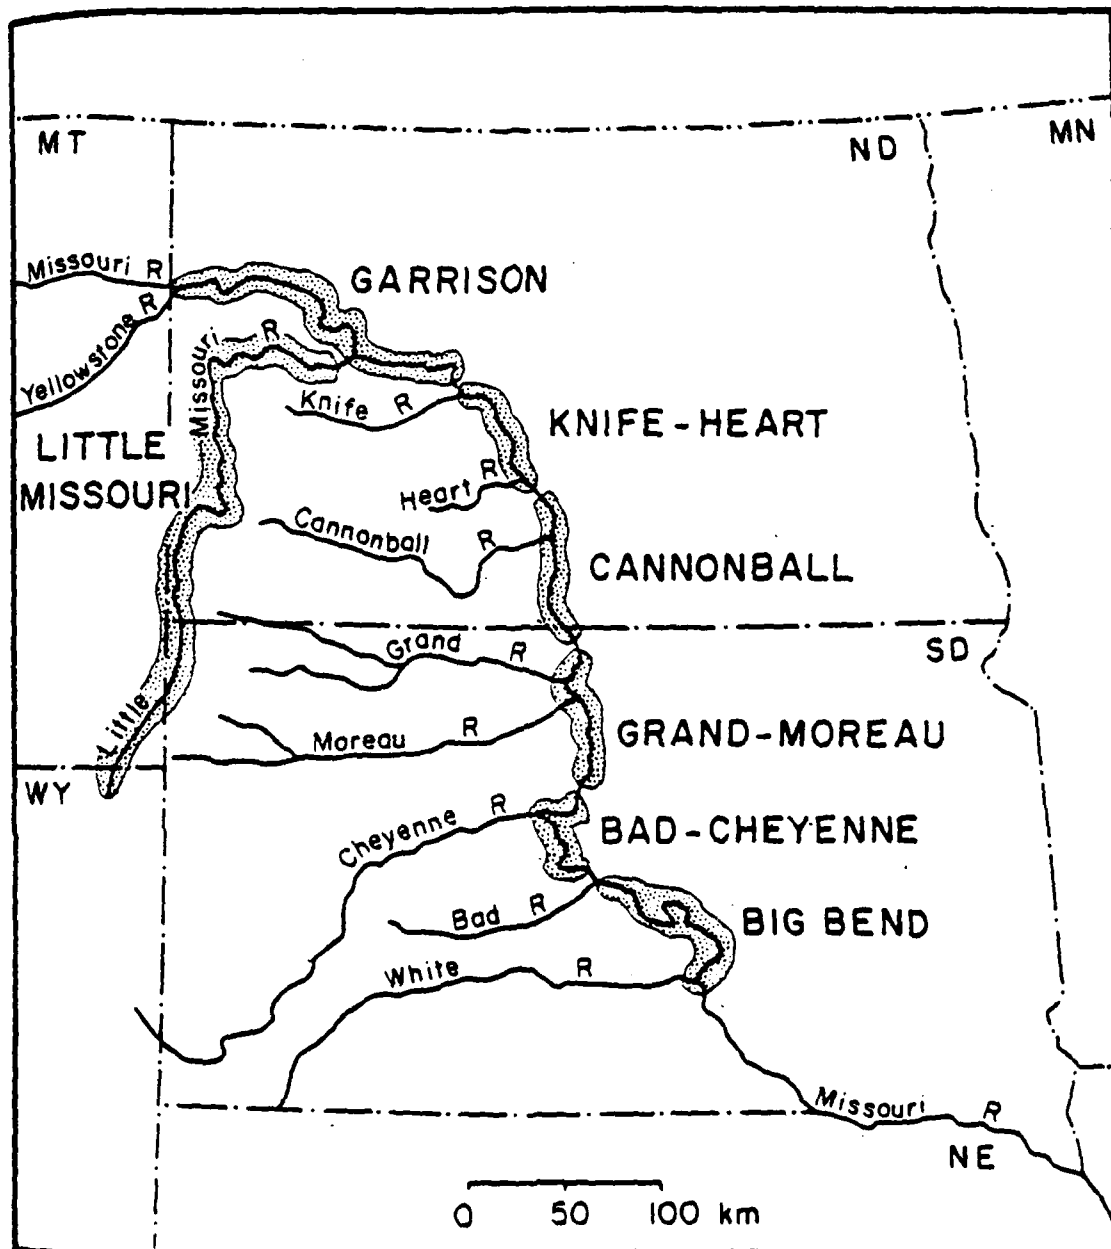 MT
ND
MN
Missouri R
GARRISON
Yellowstone R
Little Missouri R
Knife R
KNIFE-HEART
LITTLE
MISSOURI
Heart R
Cannonball R
CANNONBALL
Grand R
SD
Moreau R
GRAND-MOREAU
WY
Cheyenne R
BAD-CHEYENNE
Bad R
BIG BEND
White R
Missouri R
NE
0 50 100 km